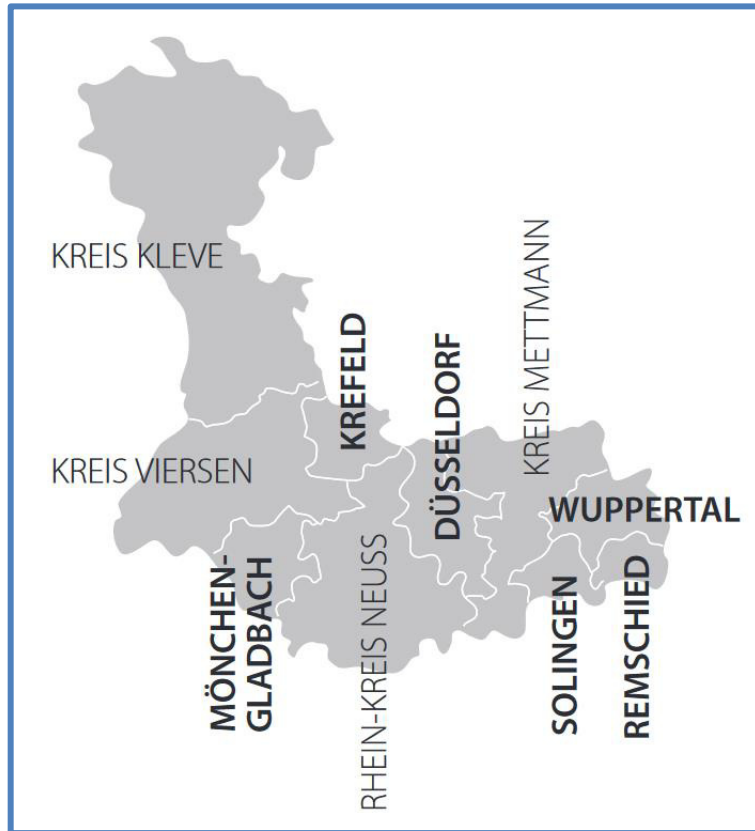 KREIS KLEVE
KREFELD
DÜSSELDORF
KREIS METTMANN
KREIS VIERSEN
WUPPERTAL
MÖNCHEN-
GLADBACH
RHEIN-KREIS NEUSS
SOLINGEN
REMSCHIED